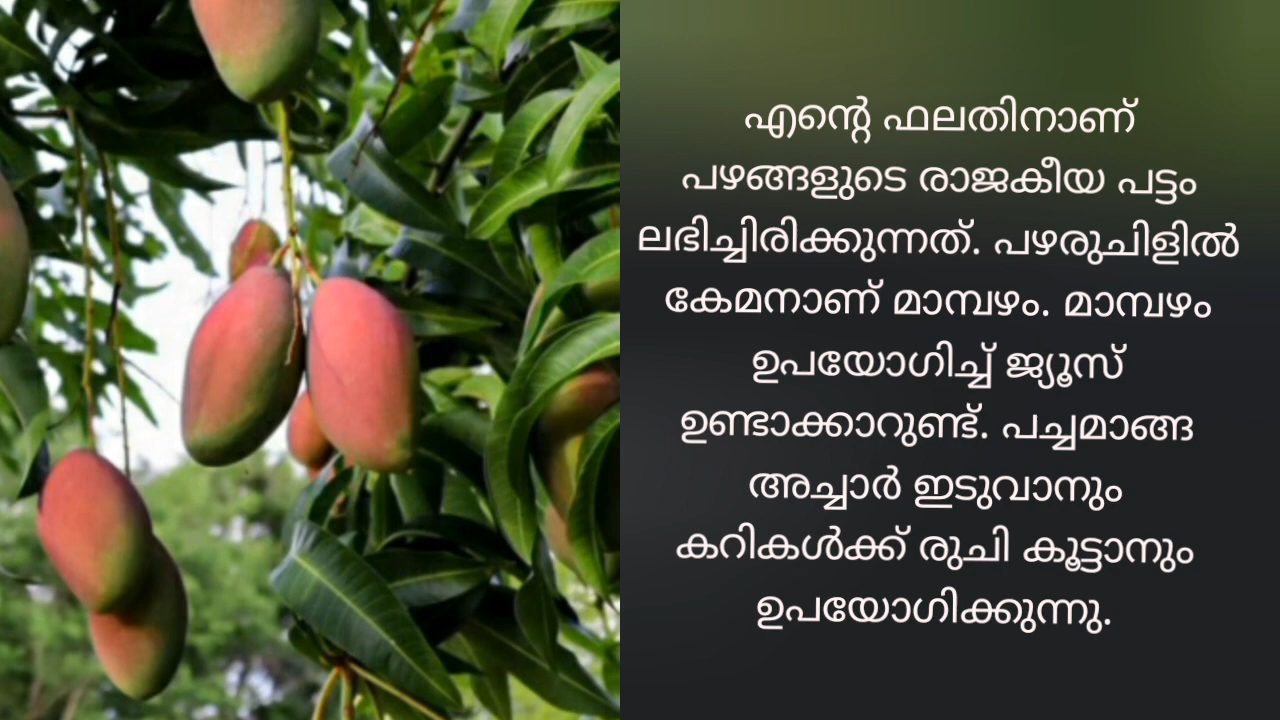 എന്റെ ഫലതിനാണ്
പഴങ്ങളുടെ രാജകീയ പട്ടം
ലഭിച്ചിരിക്കുന്നത്. പഴരുചിളിൽ
കേമനാണ് മാമ്പഴം. മാമ്പഴം
ഉപയോഗിച്ച് ജ്യൂസ്
ഉണ്ടാക്കാറുണ്ട്. പച്ചമാങ്ങ
അച്ചാർ ഇടുവാനും
കറികൾക്ക് രുചി കൂട്ടാനും
ഉപയോഗിക്കുന്നു.